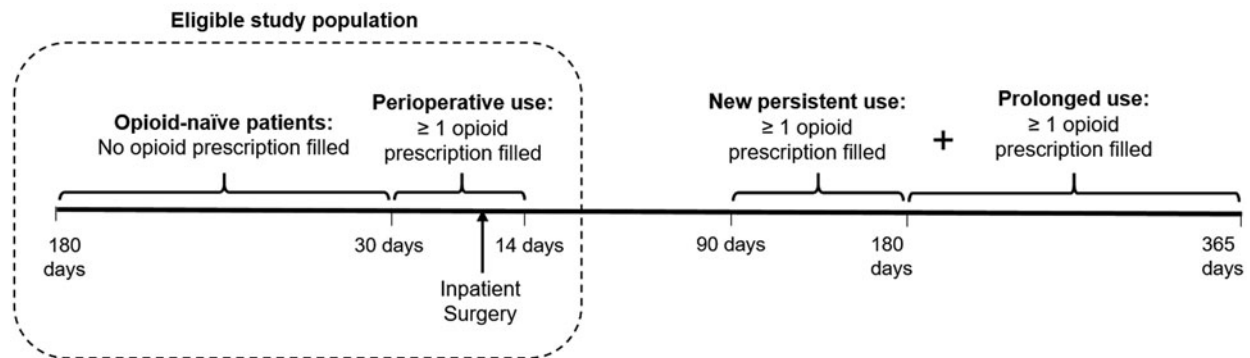 Eligible study population
Opioid-naïve patients:
No opioid prescription filled
Perioperative use:
≥ 1 opioid
prescription filled
New persistent use:
≥ 1 opioid
prescription filled
+
Prolonged use:
≥ 1 opioid
prescription filled
180
days
30 days
14 days
90 days
180
days
365
days
Inpatient
Surgery